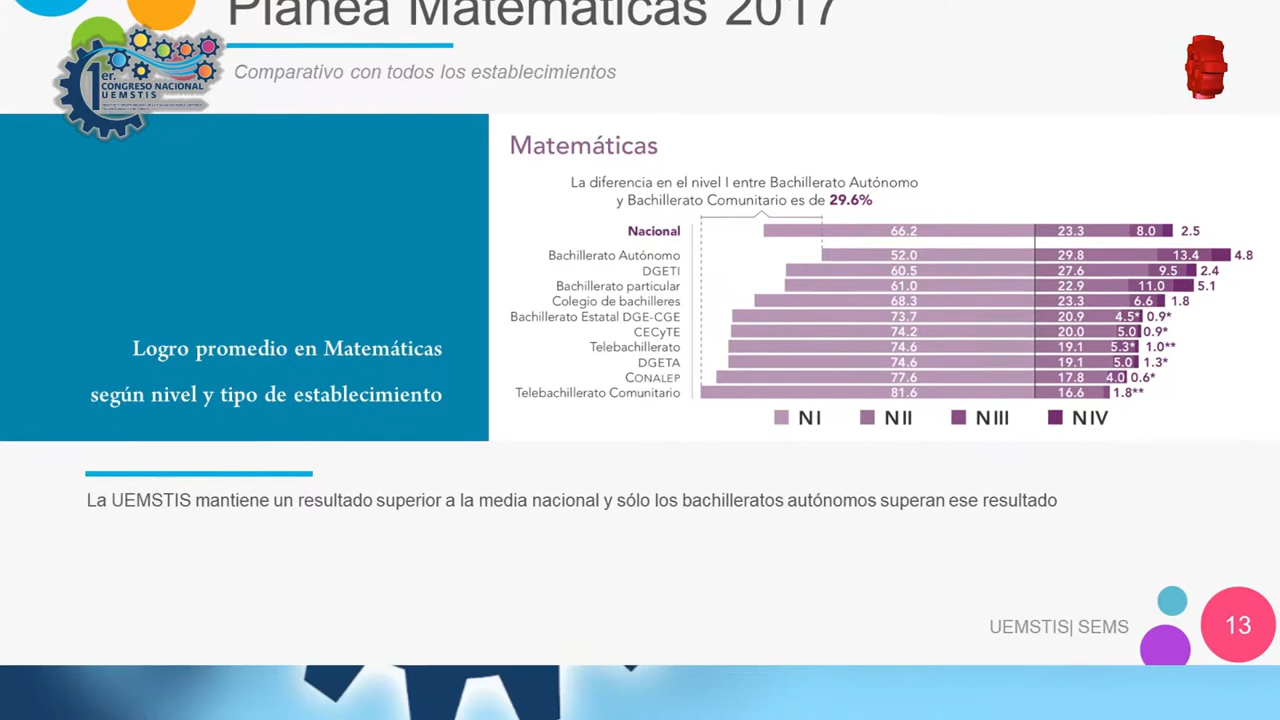 Planea Matemáticas 2017
Comparativo con todos los establecimientos
1er.
CONGRESO NACIONAL
UEMSTIS
Matemáticas
La diferencia en el nivel I entre Bachillerato Autónomo
y Bachillerato Comunitario es de 29.6%
Nacional 66.2 23.3 8.0 2.5
Bachillerato Autónomo 52.0 29.8 13.4 4.8
DGETI 60.5 27.6 9.5 2.4
Bachillerato particular 61.0 22.9 11.0 5.1
Colegio de bachilleres 68.3 23.3 6.6 1.8
Bachillerato Estatal DGE-CGE 73.7 20.9 4.5* 0.9*
CECyTE 74.2 20.0 5.0 0.9*
Telebachillerato 74.6 19.1 5.3* 1.0**
DGETA 74.6 19.1 5.0 1.3*
CONALEP 77.6 17.8 4.0 0.6*
Telebachillerato Comunitario 81.6 16.6 1.8**
NI NII NIII NIV
Logro promedio en Matemáticas
según nivel y tipo de establecimiento
La UEMSTIS mantiene un resultado superior a la media nacional y sólo los bachilleratos autónomos superan ese resultado
UEMSTIS| SEMS
13